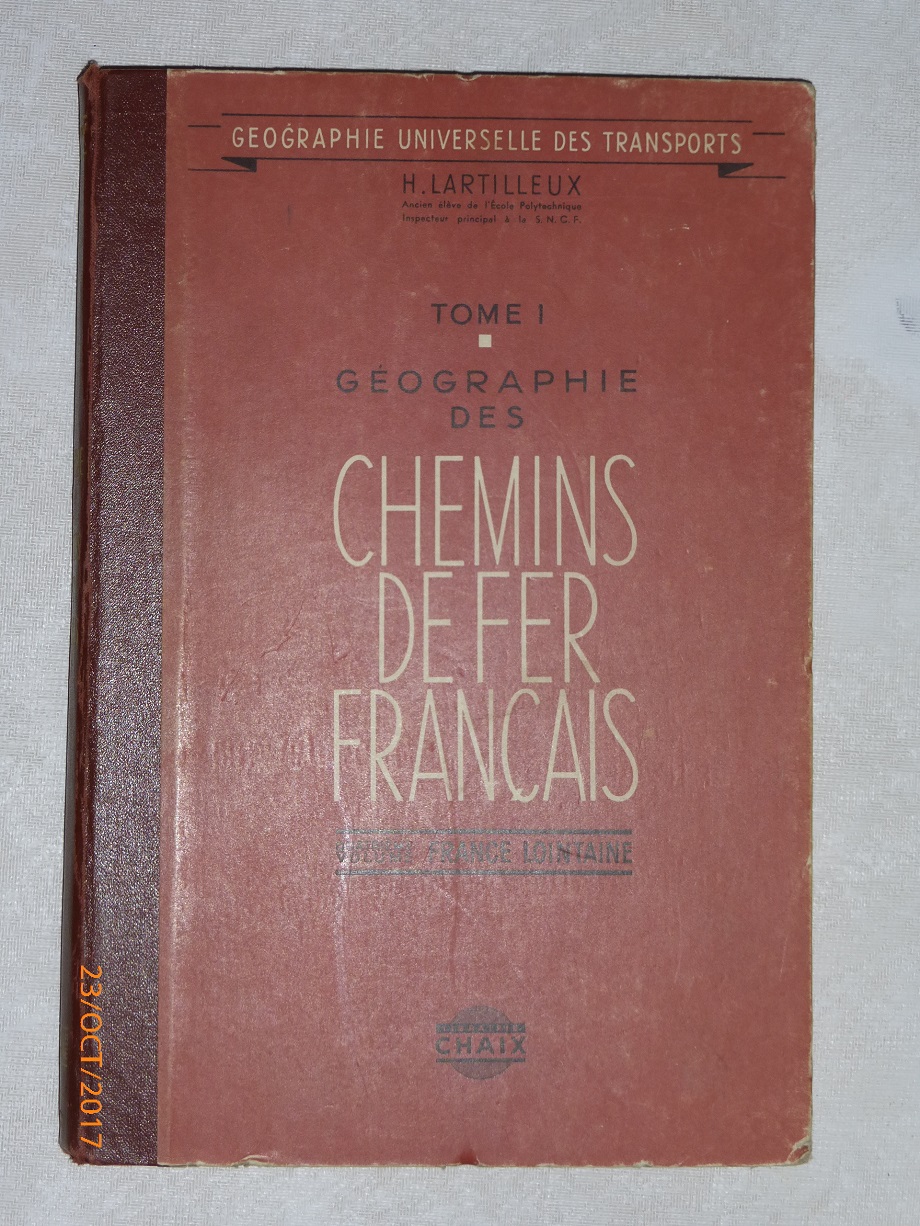 GEOGRAPHIE UNIVERSELLE DES TRANSPORTS
H. LARTILLEUX
Ancien élève de l'École Polytechnique
Inspecteur principal à la S.N.C.F.
TOME I
GÉOGRAPHIE
DES
CHEMINS
DE FER
FRANÇAIS
FRANCE LOINTAINE
CHAIX
23/OCT/2017